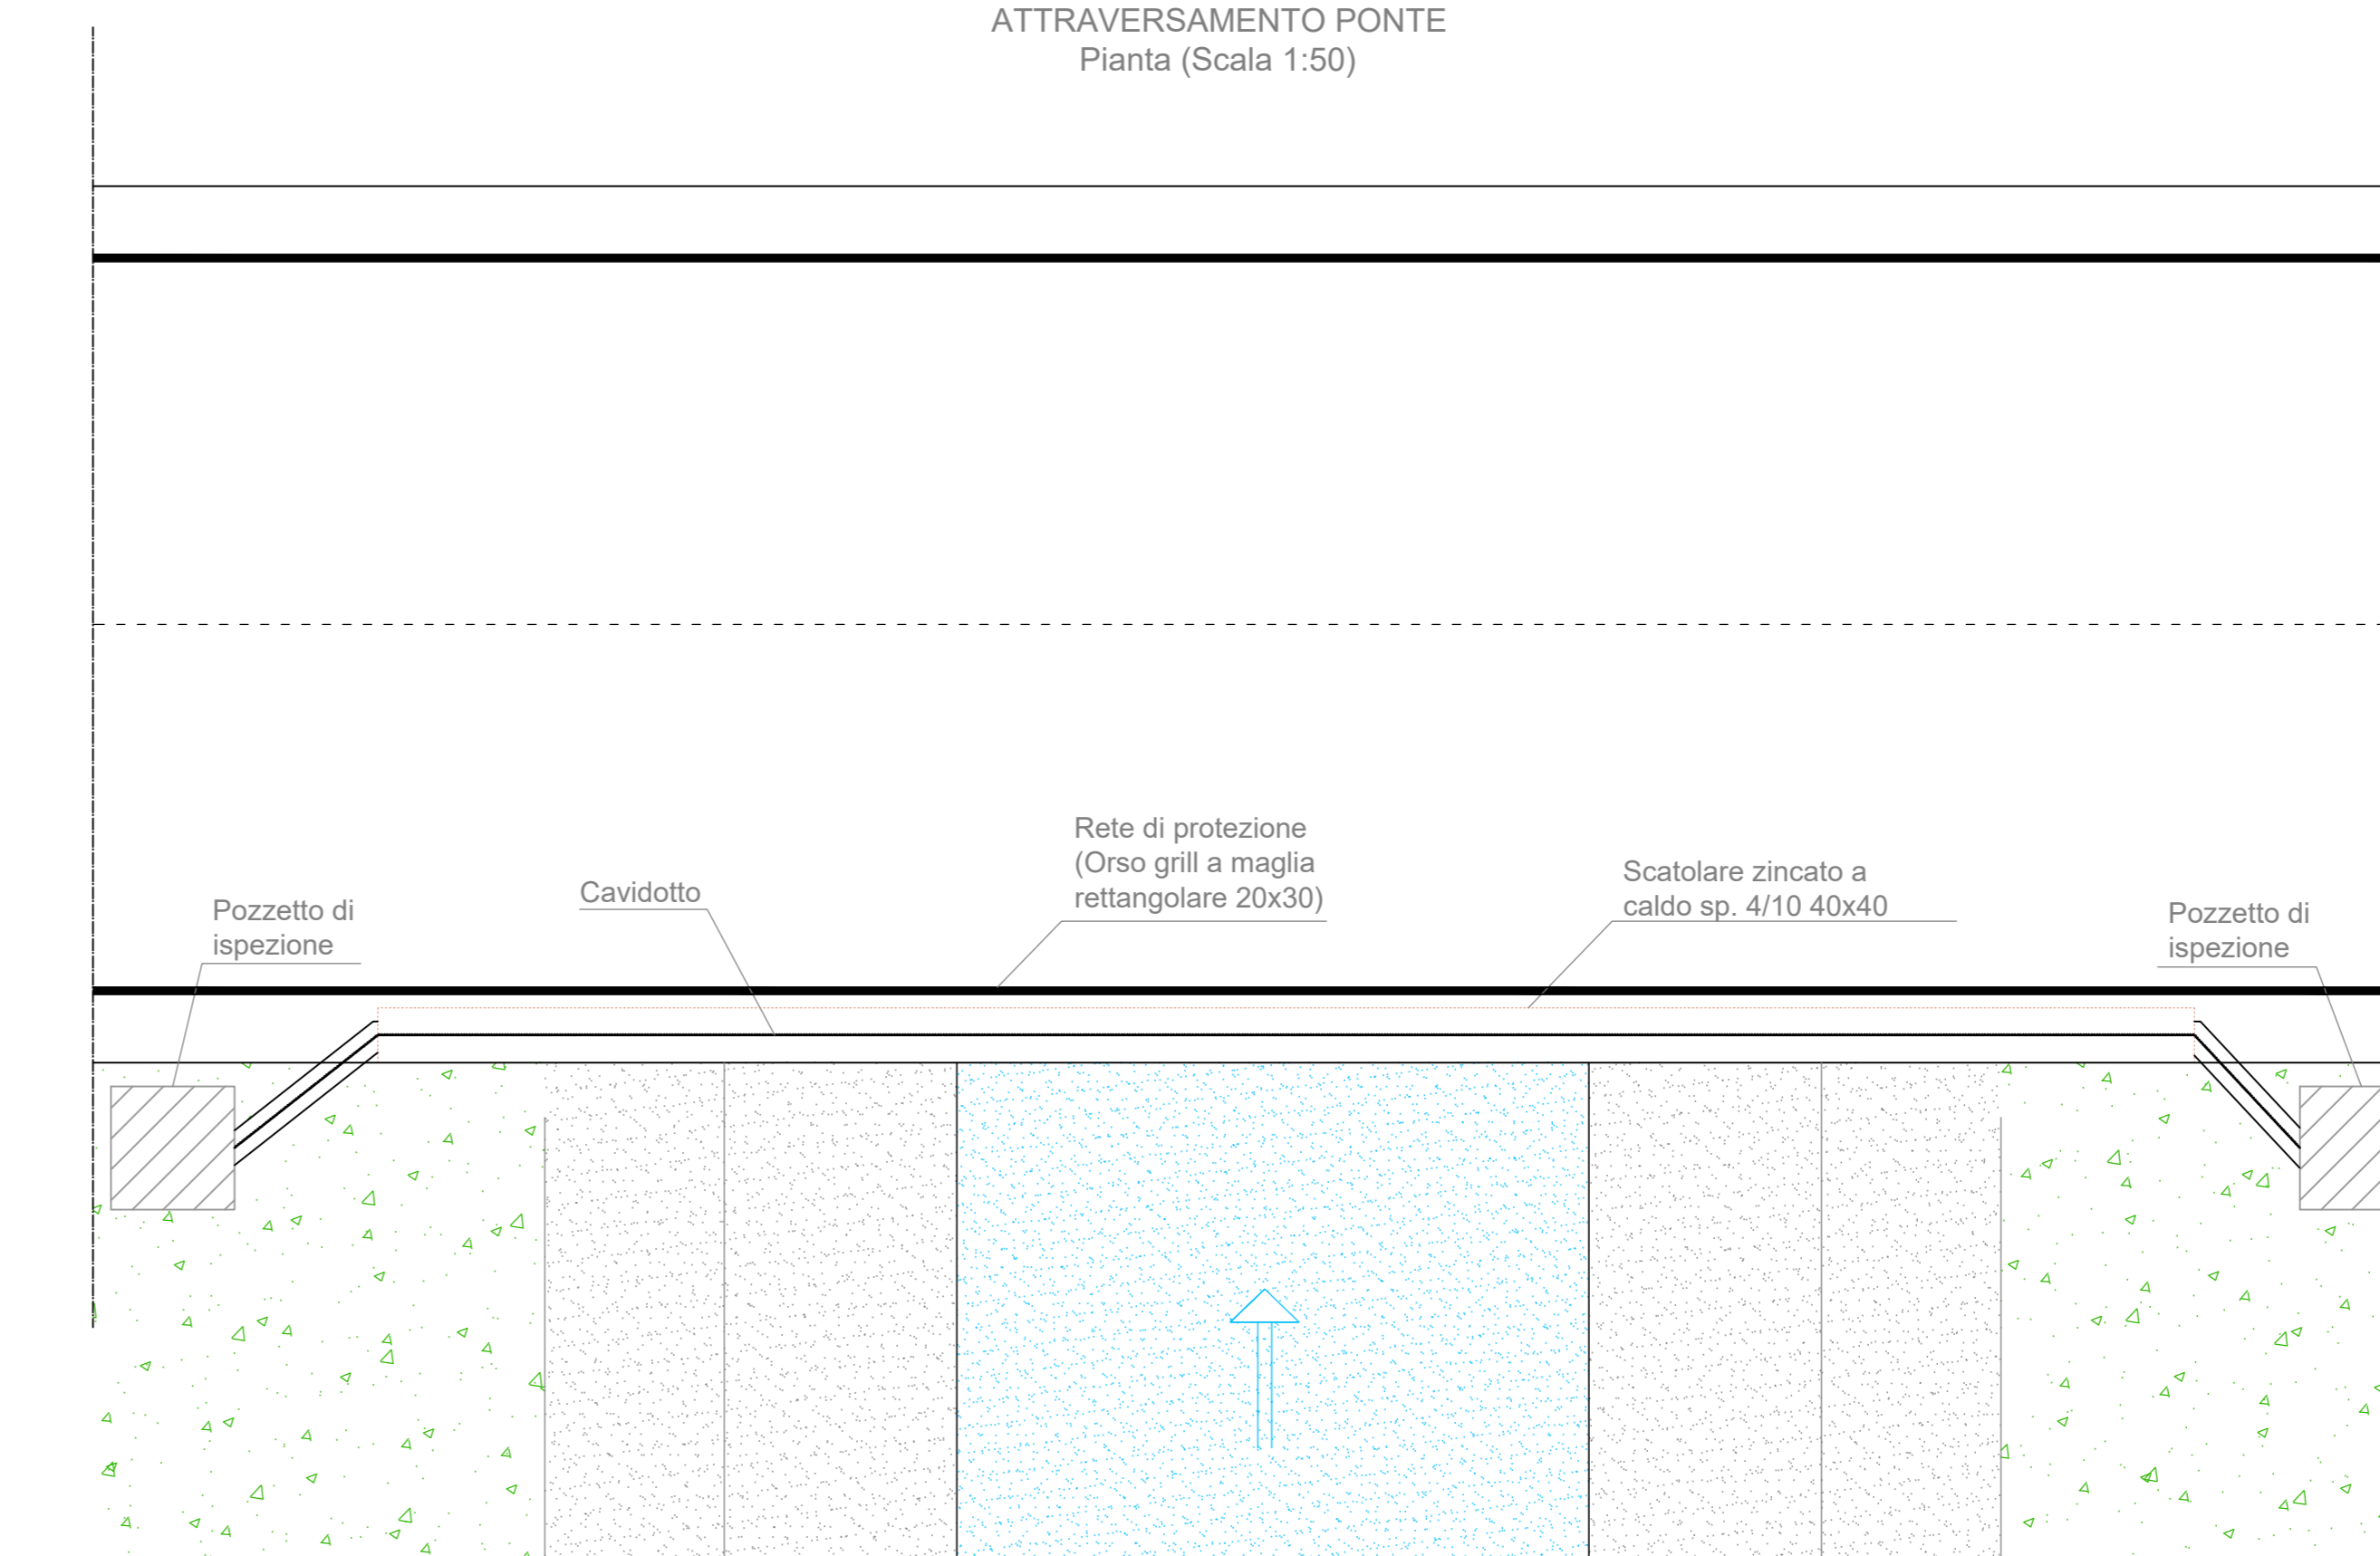 ATTRAVERSAMENTO PONTE
Pianta (Scala 1:50)
Rete di protezione
(Orso grill a maglia
rettangolare 20x30)
Scatolare zincato a
caldo sp. 4/10 40x40
Cavidotto
Pozzetto di
ispezione
Pozzetto di
ispezione